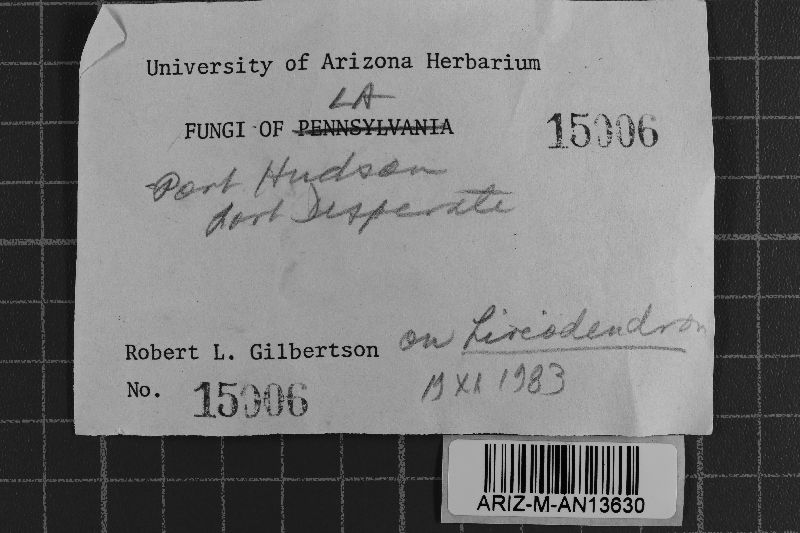 University of Arizona Herbarium
LA
FUNGI OF PENNSYLVANIA
15006
Port Hudson
Fort Desperate
on Liriodendron
Robert L. Gilbertson
19 XI 1983
No. 15006
ARIZ-M-AN13630